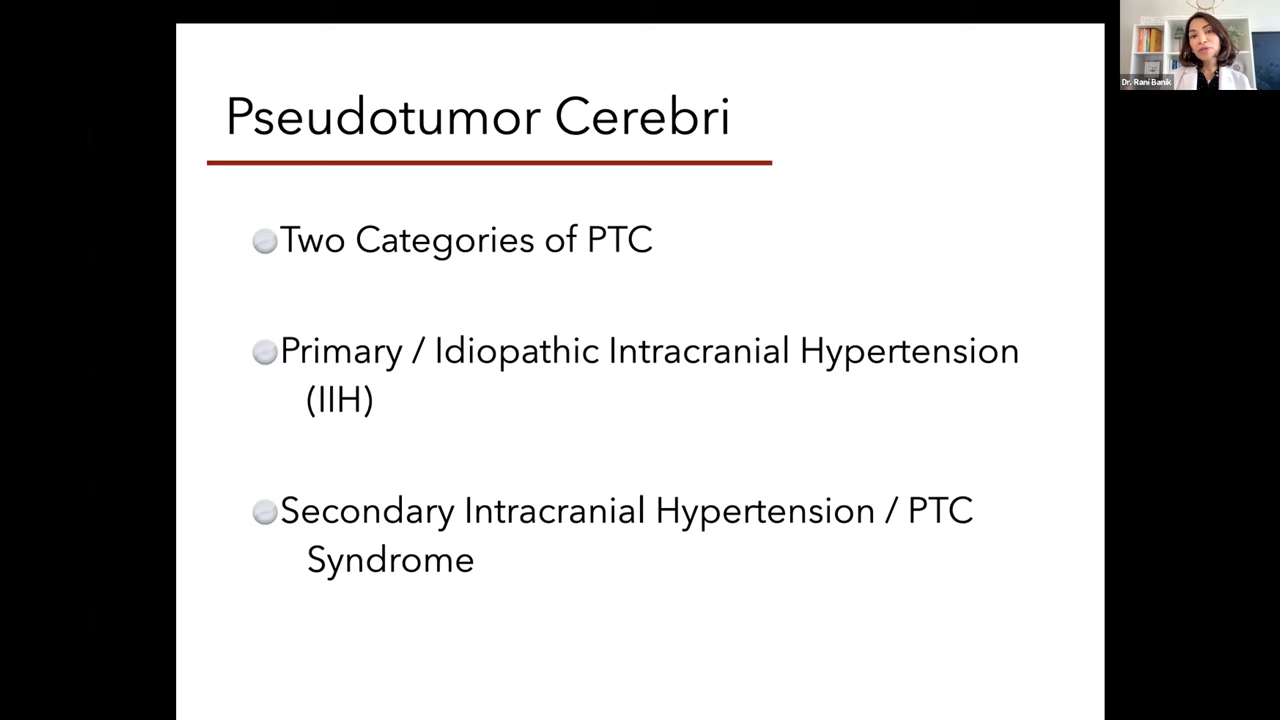 Pseudotumor Cerebri
Two Categories of PTC
Primary / Idiopathic Intracranial Hypertension
(IIH)
Secondary Intracranial Hypertension / PTC
Syndrome
Dr. Rani Banik